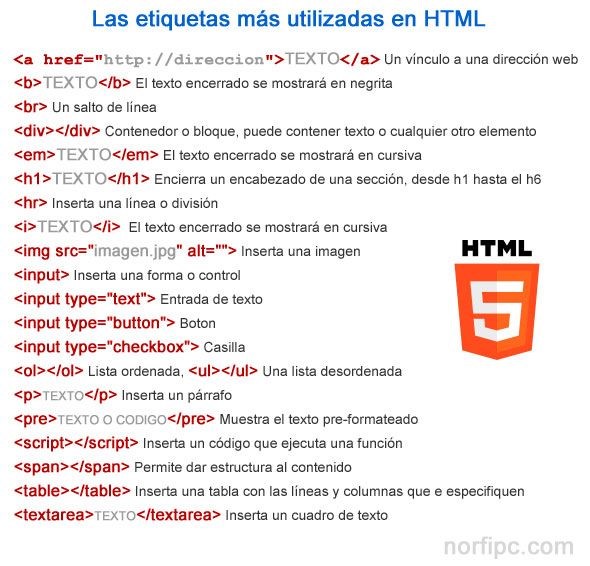 Las etiquetas más utilizadas en HTML
<a href="http://direccion">TEXTO</a> Un vínculo a una dirección web
<b>TEXTO</b> El texto encerrado se mostrará en negrita
<br> Un salto de línea
<div></div> Contenedor o bloque, puede contener texto o cualquier otro elemento
<em>TEXTO</em> El texto encerrado se mostrará en cursiva
<h1>TEXTO</h1> Encierra un encabezado de una sección, desde h1 hasta el h6
<hr> Inserta una línea o división
<i>TEXTO</i> El texto encerrado se mostrará en cursiva
<img src="imagen.jpg" alt=""> Inserta una imagen
<input> Inserta una forma o control
<input type="text"> Entrada de texto
<input type="button"> Boton
<input type="checkbox"> Casilla
<ol></ol> Lista ordenada, <ul></ul> Una lista desordenada
<p>TEXTO</p> Inserta un párrafo
<pre>TEXTO O CODIGO</pre> Muestra el texto pre-formateado
<script></script> Inserta un código que ejecuta una función
<span></span> Permite dar estructura al contenido
<table></table> Inserta una tabla con las líneas y columnas que e especifiquen
<textarea>TEXTO</textarea> Inserta un cuadro de texto
HTML
5
norfipc.com